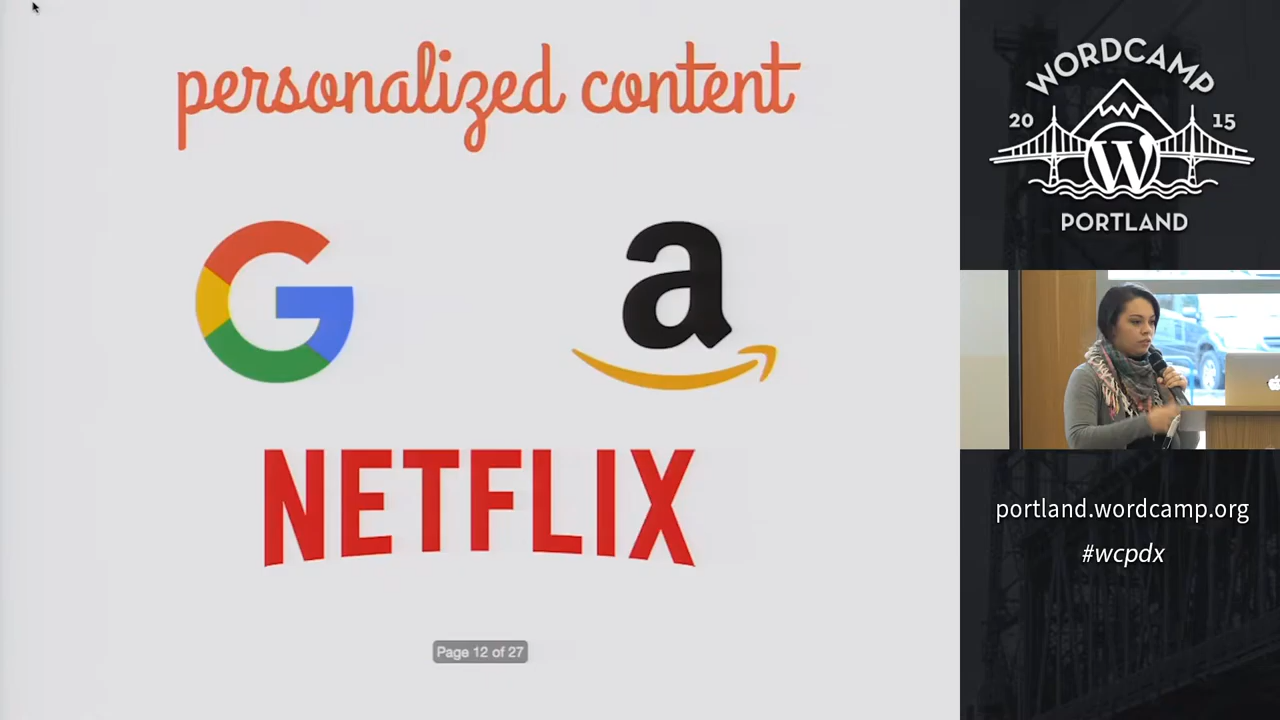 personalized content
G
a
NETFLIX
Page 12 of 27
WORDCAMP
20 15
W
PORTLAND
portland.wordcamp.org
#wcpdx